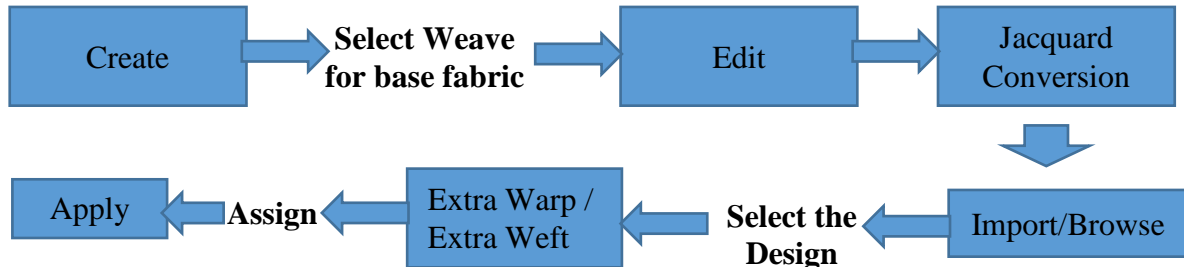 Create
Select Weave
for base fabric
Edit
Jacquard
Conversion
Import/Browse
Select the
Design
Extra Warp /
Extra Weft
Assign
Apply